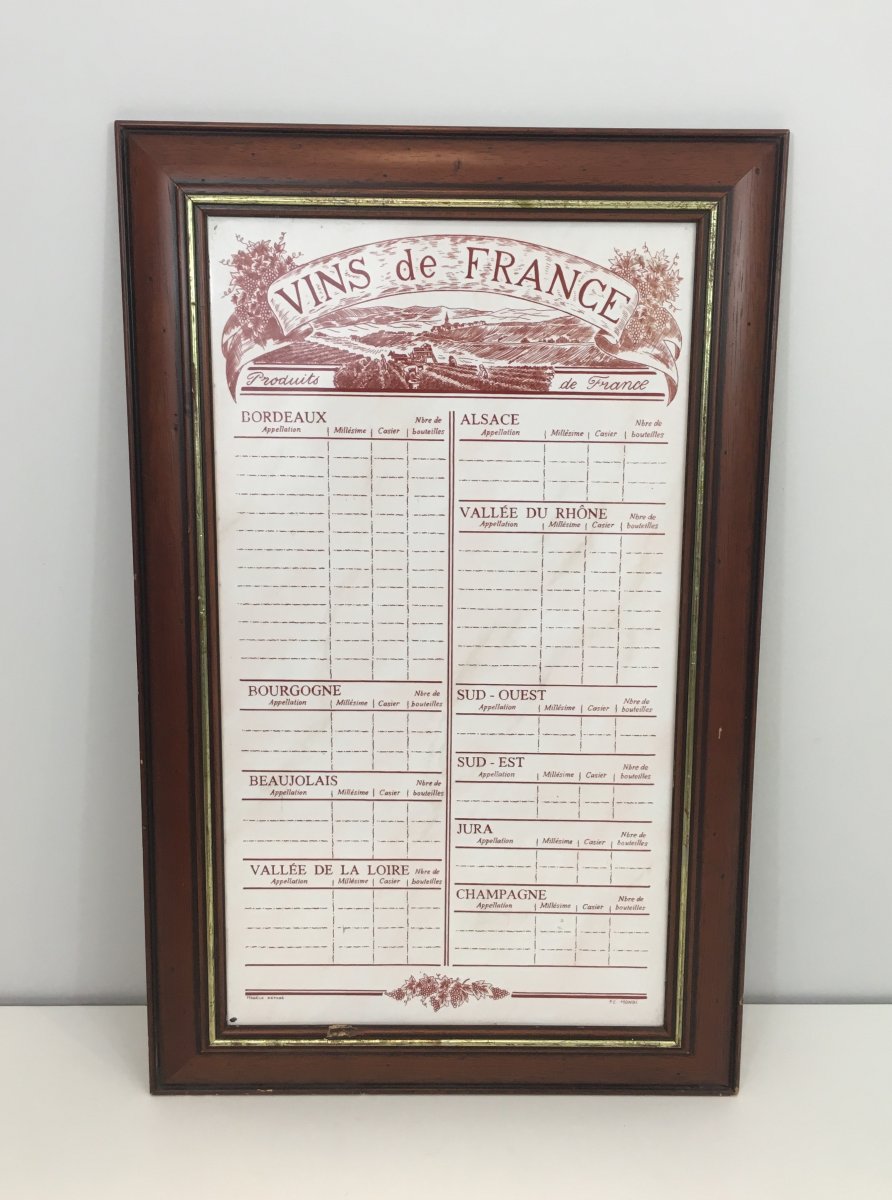 VINS de FRANCE
Produits de France
BORDEAUX
Appellation Millésime Casier Nbre de bouteilles
BOURGOGNE
Appellation Millésime Casier Nbre de bouteilles
BEAUJOLAIS
Appellation Millésime Casier Nbre de bouteilles
VALLÉE DE LA LOIRE
Appellation Millésime Casier Nbre de bouteilles
ALSACE
Appellation Millésime Casier Nbre de bouteilles
VALLÉE DU RHÔNE
Appellation Millésime Casier Nbre de bouteilles
SUD - OUEST
Appellation Millésime Casier Nbre de bouteilles
SUD - EST
Appellation Millésime Casier Nbre de bouteilles
JURA
Appellation Millésime Casier Nbre de bouteilles
CHAMPAGNE
Appellation Millésime Casier Nbre de bouteilles